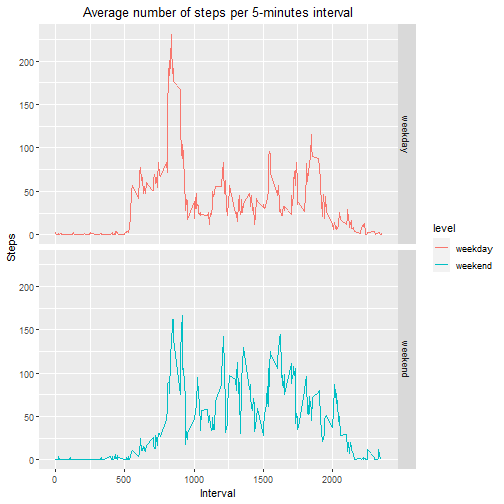 Average number of steps per 5-minutes interval
Steps
200
150
100
50
0
weekday
200
150
100
50
0
weekend
0
500
1000
1500
2000
Interval
level
weekday
weekend